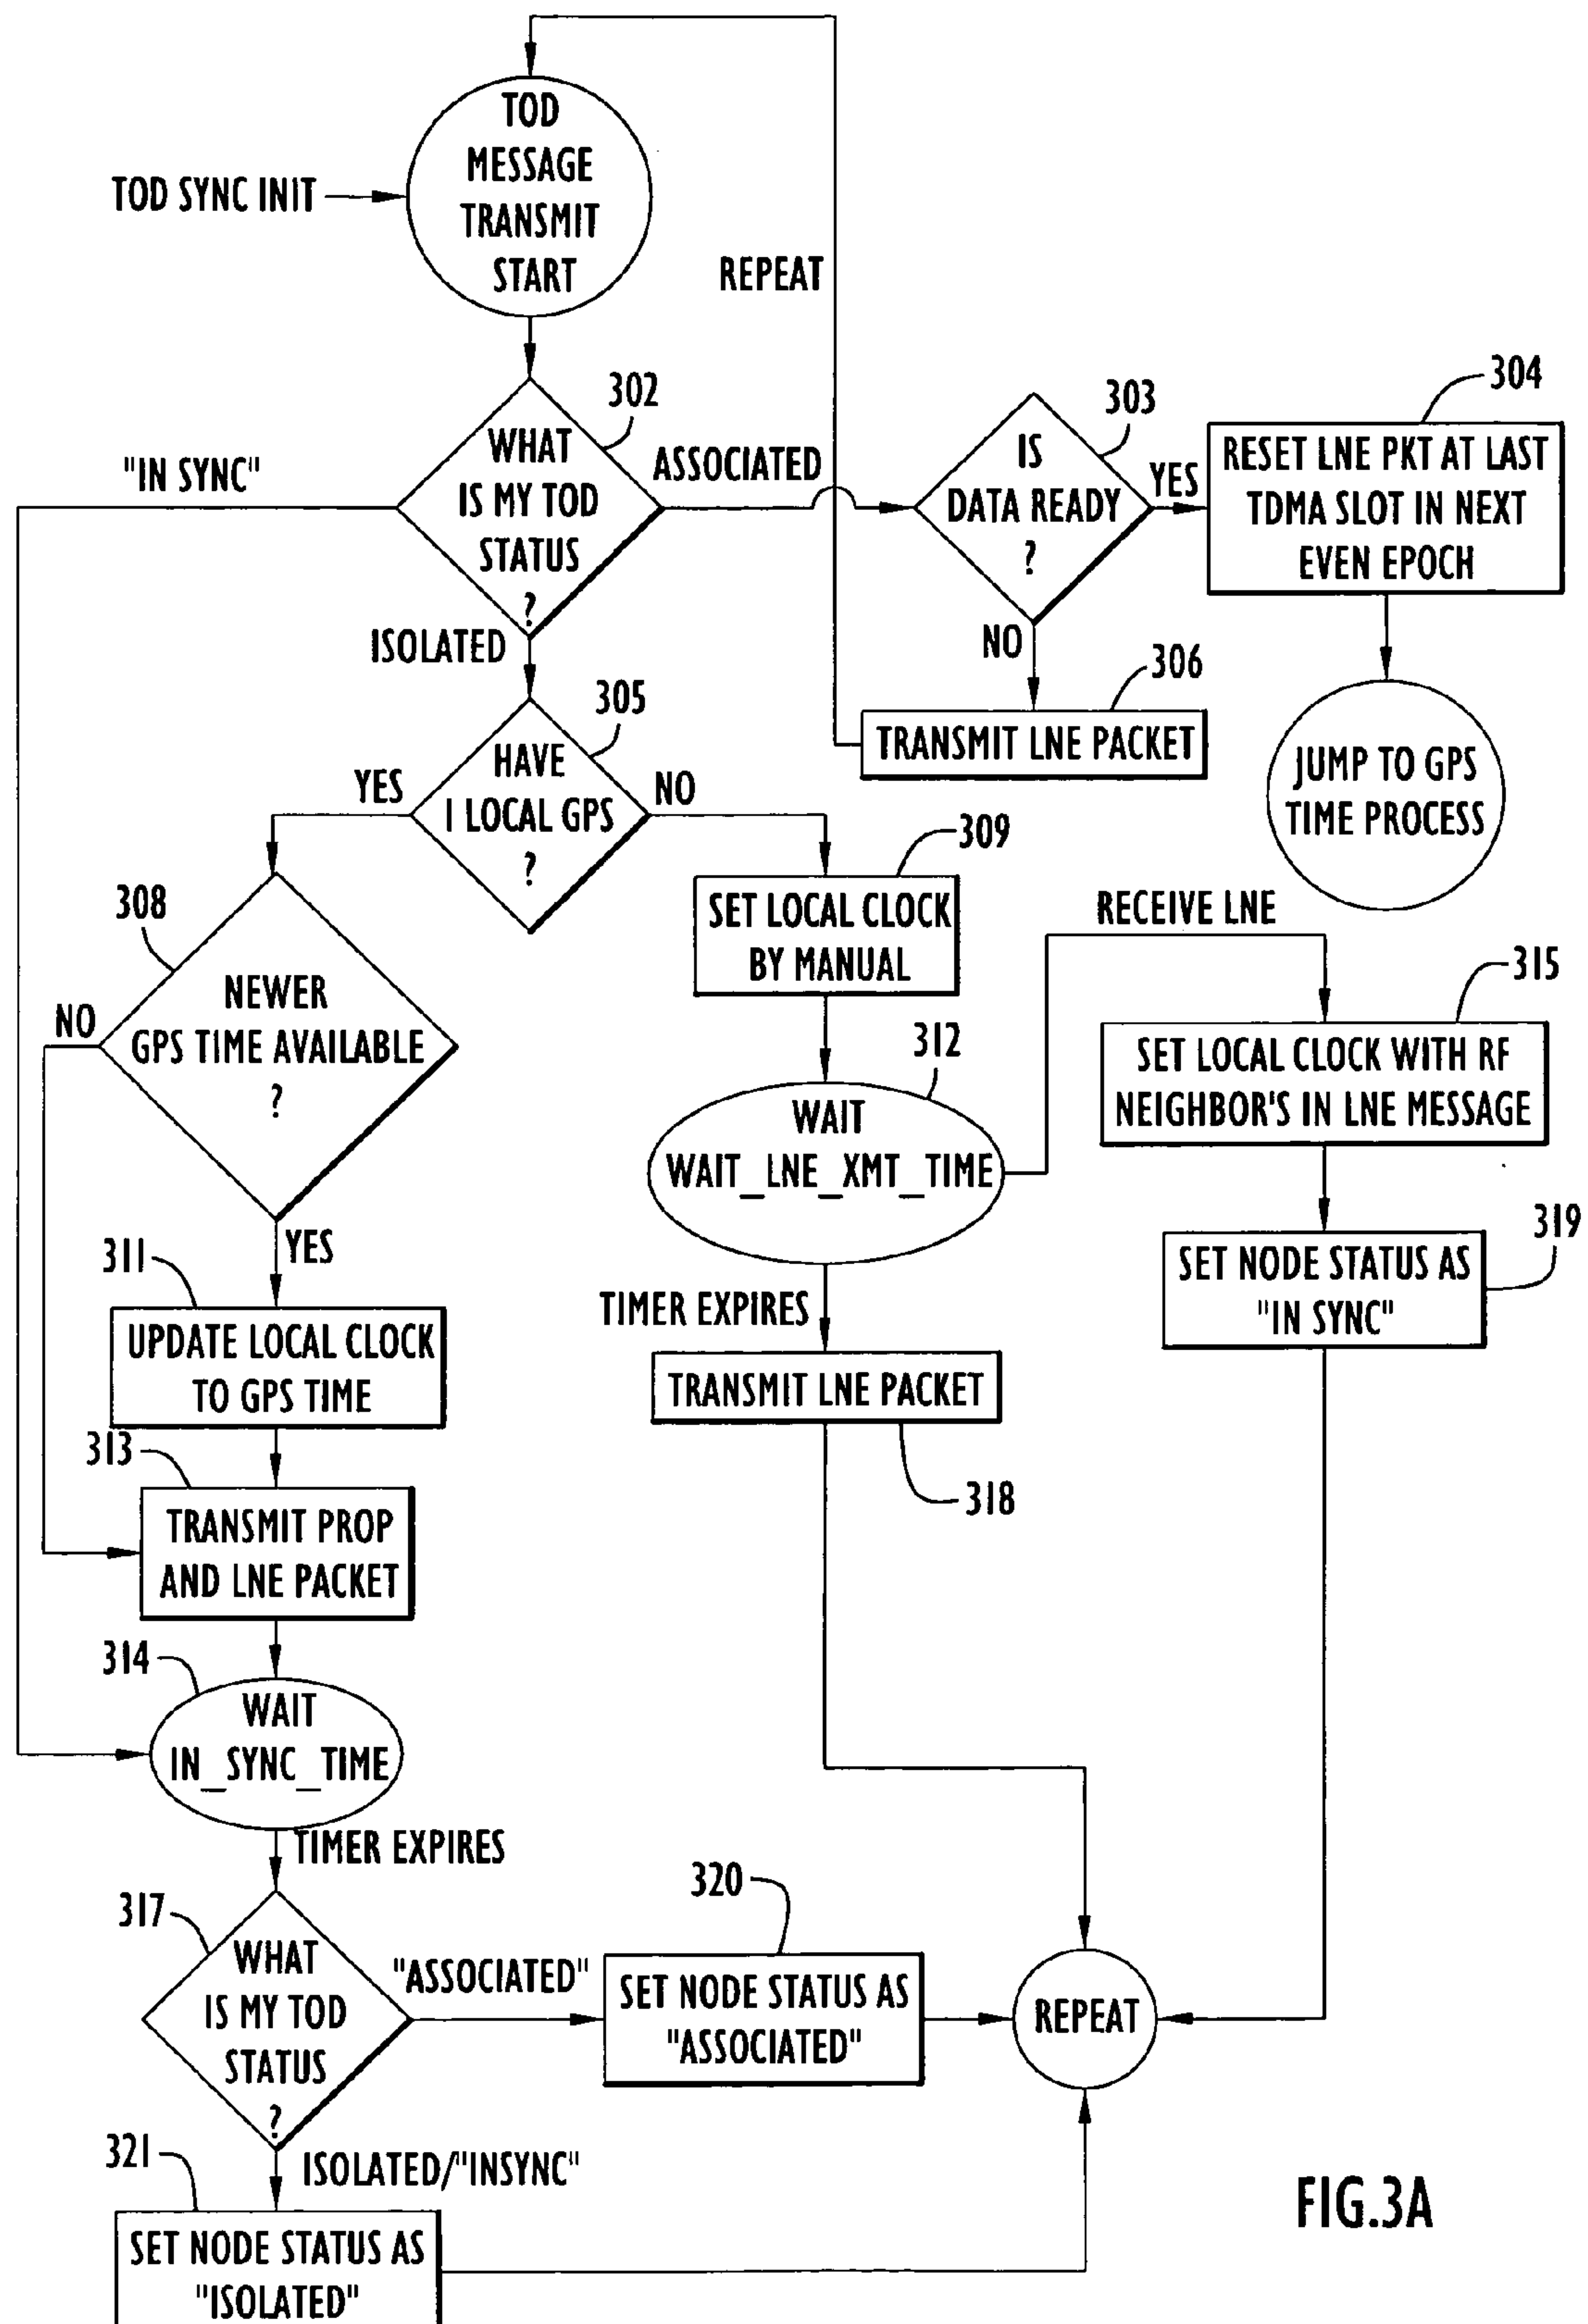 TOD
MESSAGE
TRANSMIT
START
TOD SYNC INIT
REPEAT
302
WHAT
IS MY TOD
STATUS
?
"IN SYNC"
ASSOCIATED
303
IS
DATA READY
?
YES
304
RESET LNE PKT AT LAST
TDMA SLOT IN NEXT
EVEN EPOCH
ISOLATED
NO
306
TRANSMIT LNE PACKET
JUMP TO GPS
TIME PROCESS
305
HAVE
I LOCAL GPS
?
YES
NO
309
SET LOCAL CLOCK
BY MANUAL
308
NEWER
GPS TIME AVAILABLE
?
NO
RECEIVE LNE
315
SET LOCAL CLOCK WITH RF
NEIGHBOR'S IN LNE MESSAGE
312
WAIT
WAIT_LNE_XMT_TIME
319
SET NODE STATUS AS
"IN SYNC"
YES
311
UPDATE LOCAL CLOCK
TO GPS TIME
TIMER EXPIRES
TRANSMIT LNE PACKET
318
313
TRANSMIT PROP
AND LNE PACKET
314
WAIT
IN_SYNC_TIME
TIMER EXPIRES
317
WHAT
IS MY TOD
STATUS
?
"ASSOCIATED"
320
SET NODE STATUS AS
"ASSOCIATED"
REPEAT
ISOLATED/"INSYNC"
321
SET NODE STATUS AS
"ISOLATED"
FIG.3A